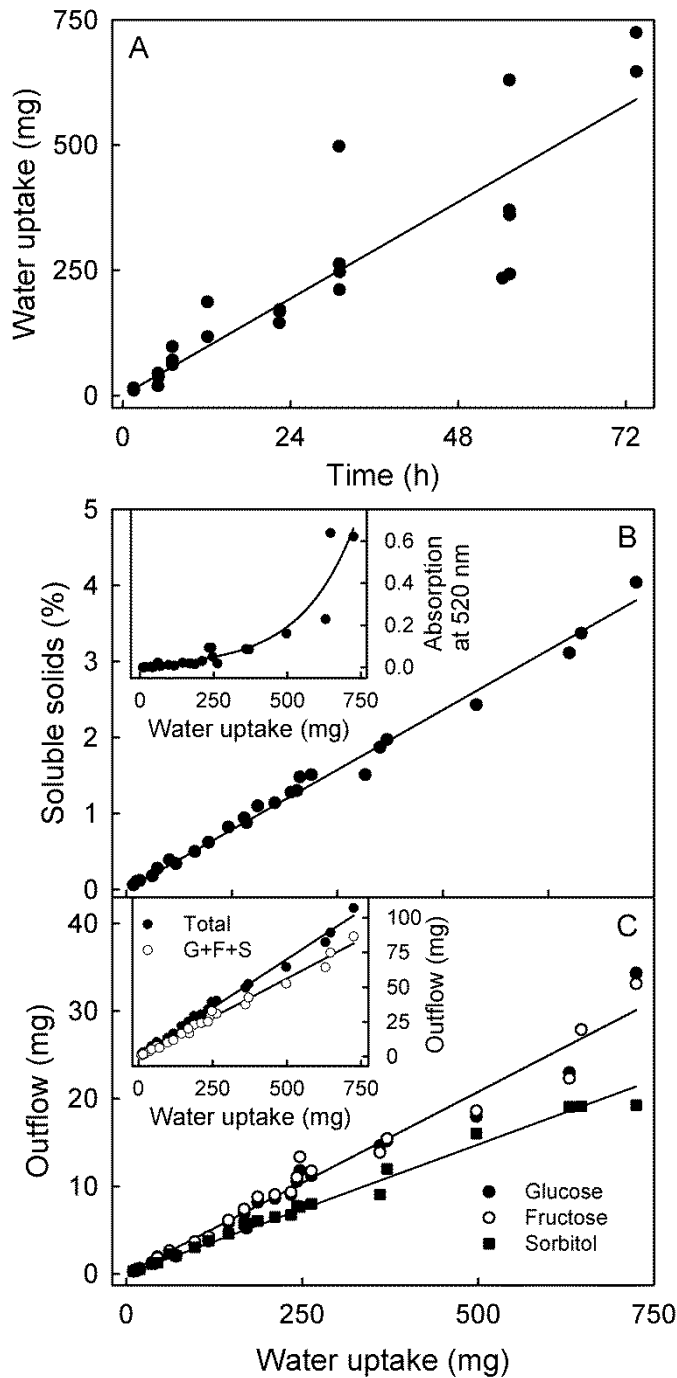 A
750
500
250
0
Water uptake (mg)
0 24 48 72
Time (h)
B
5
4
3
2
1
0
Soluble solids (%)
0.6
0.4
0.2
0.0
Absorption
at 520 nm
0 250 500 750
Water uptake (mg)
C
40
30
20
10
0
Outflow (mg)
Total
G+F+S
100
75
50
25
0
Outflow (mg)
0 250 500 750
Water uptake (mg)
Glucose
Fructose
Sorbitol
0 250 500 750
Water uptake (mg)